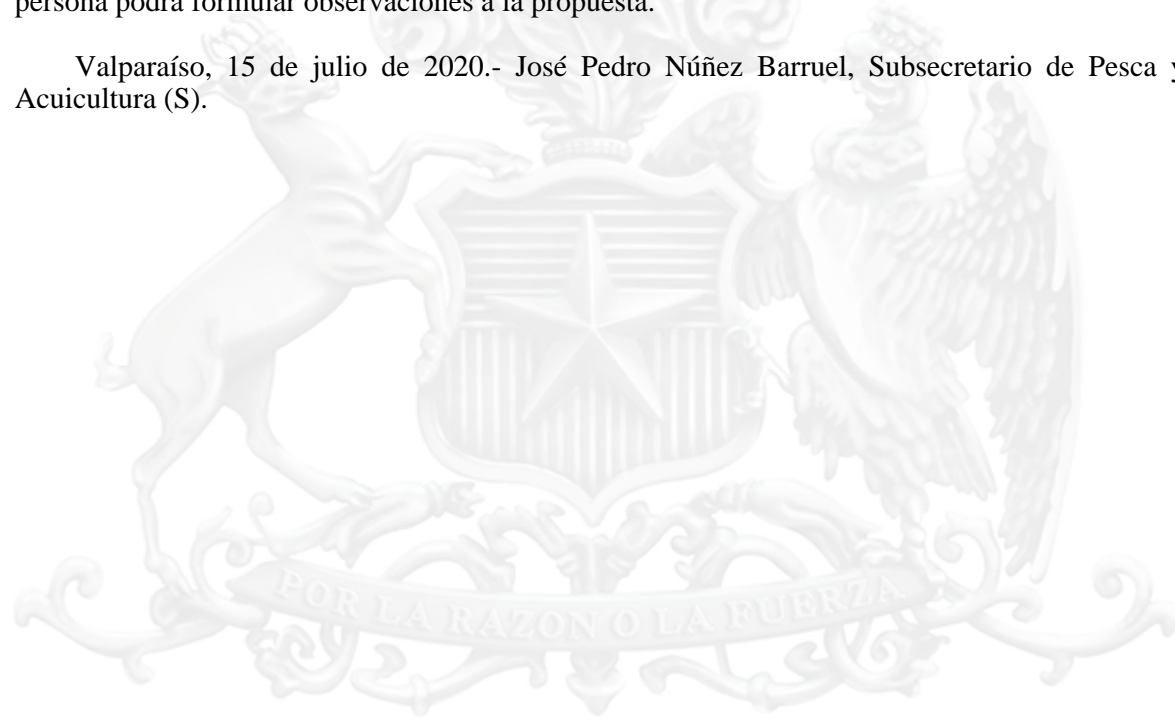 persona podrá formular observaciones a la propuesta.
Valparaíso, 15 de julio de 2020.- José Pedro Núñez Barruel, Subsecretario de Pesca y
Acuicultura (S).
POR LA RAZON O LA FUERZA